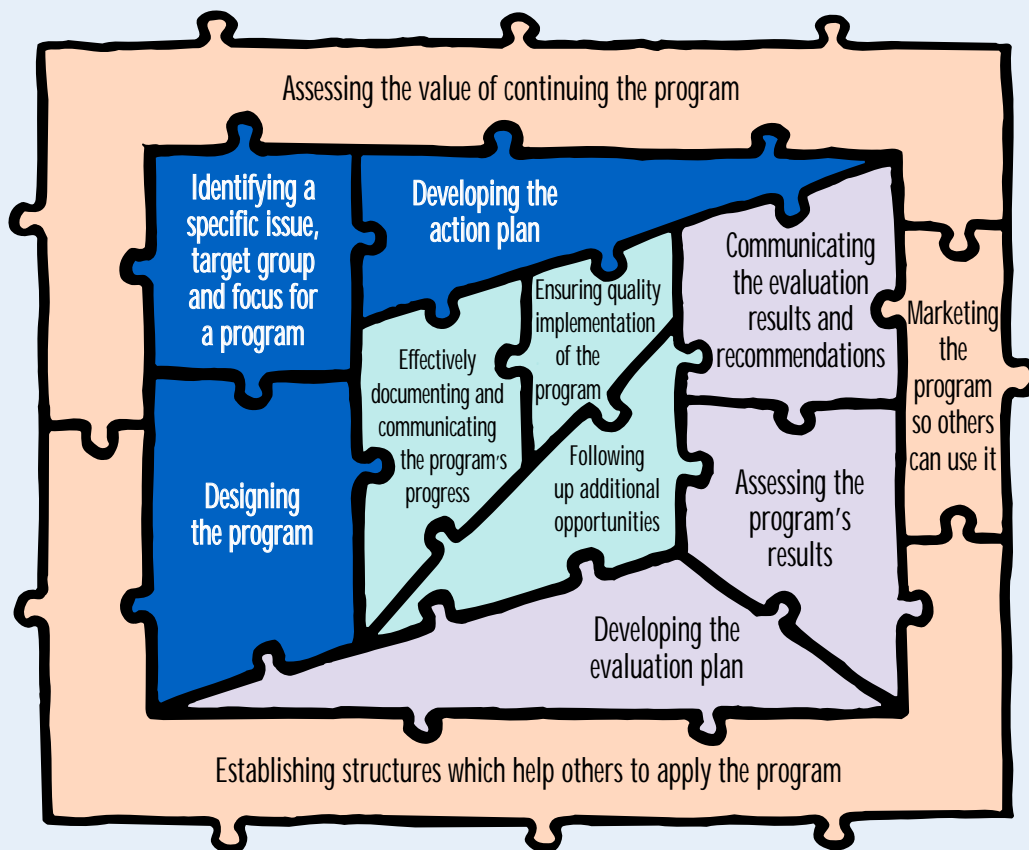 Assessing the value of continuing the program
Identifying a
specific issue,
target group
and focus for
a program
Developing the
action plan
Communicating
the evaluation
results and
recommendations
Ensuring quality
implementation
of the
program
Effectively
documenting and
communicating
the program's
progress
Marketing
the
program
so others
can use it
Designing
the program
Following
up additional
opportunities
Assessing the
program's
results
Developing the
evaluation plan
Establishing structures which help others to apply the program